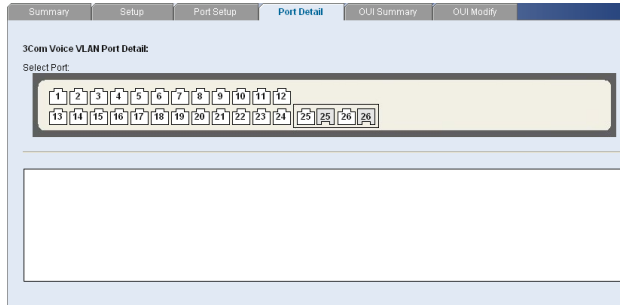 Summary Setup Port Setup Port Detail OUI Summary OUI Modify
3Com Voice VLAN Port Detail:
Select Port:
1 2 3 4 5 6 7 8 9 10 11 12
13 14 15 16 17 18 19 20 21 22 23 24 25 25 26 26